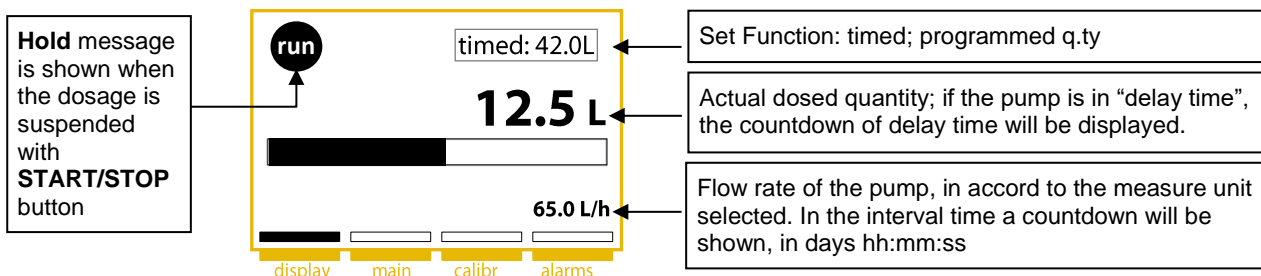 Hold message
is shown when
the dosage is
suspended
with
START/STOP
button
run
timed: 42.0L
12.5 L
65.0 L/h
display main calibr alarms
Set Function: timed; programmed q.ty
Actual dosed quantity; if the pump is in “delay time”,
the countdown of delay time will be displayed.
Flow rate of the pump, in accord to the measure unit
selected. In the interval time a countdown will be
shown, in days hh:mm:ss